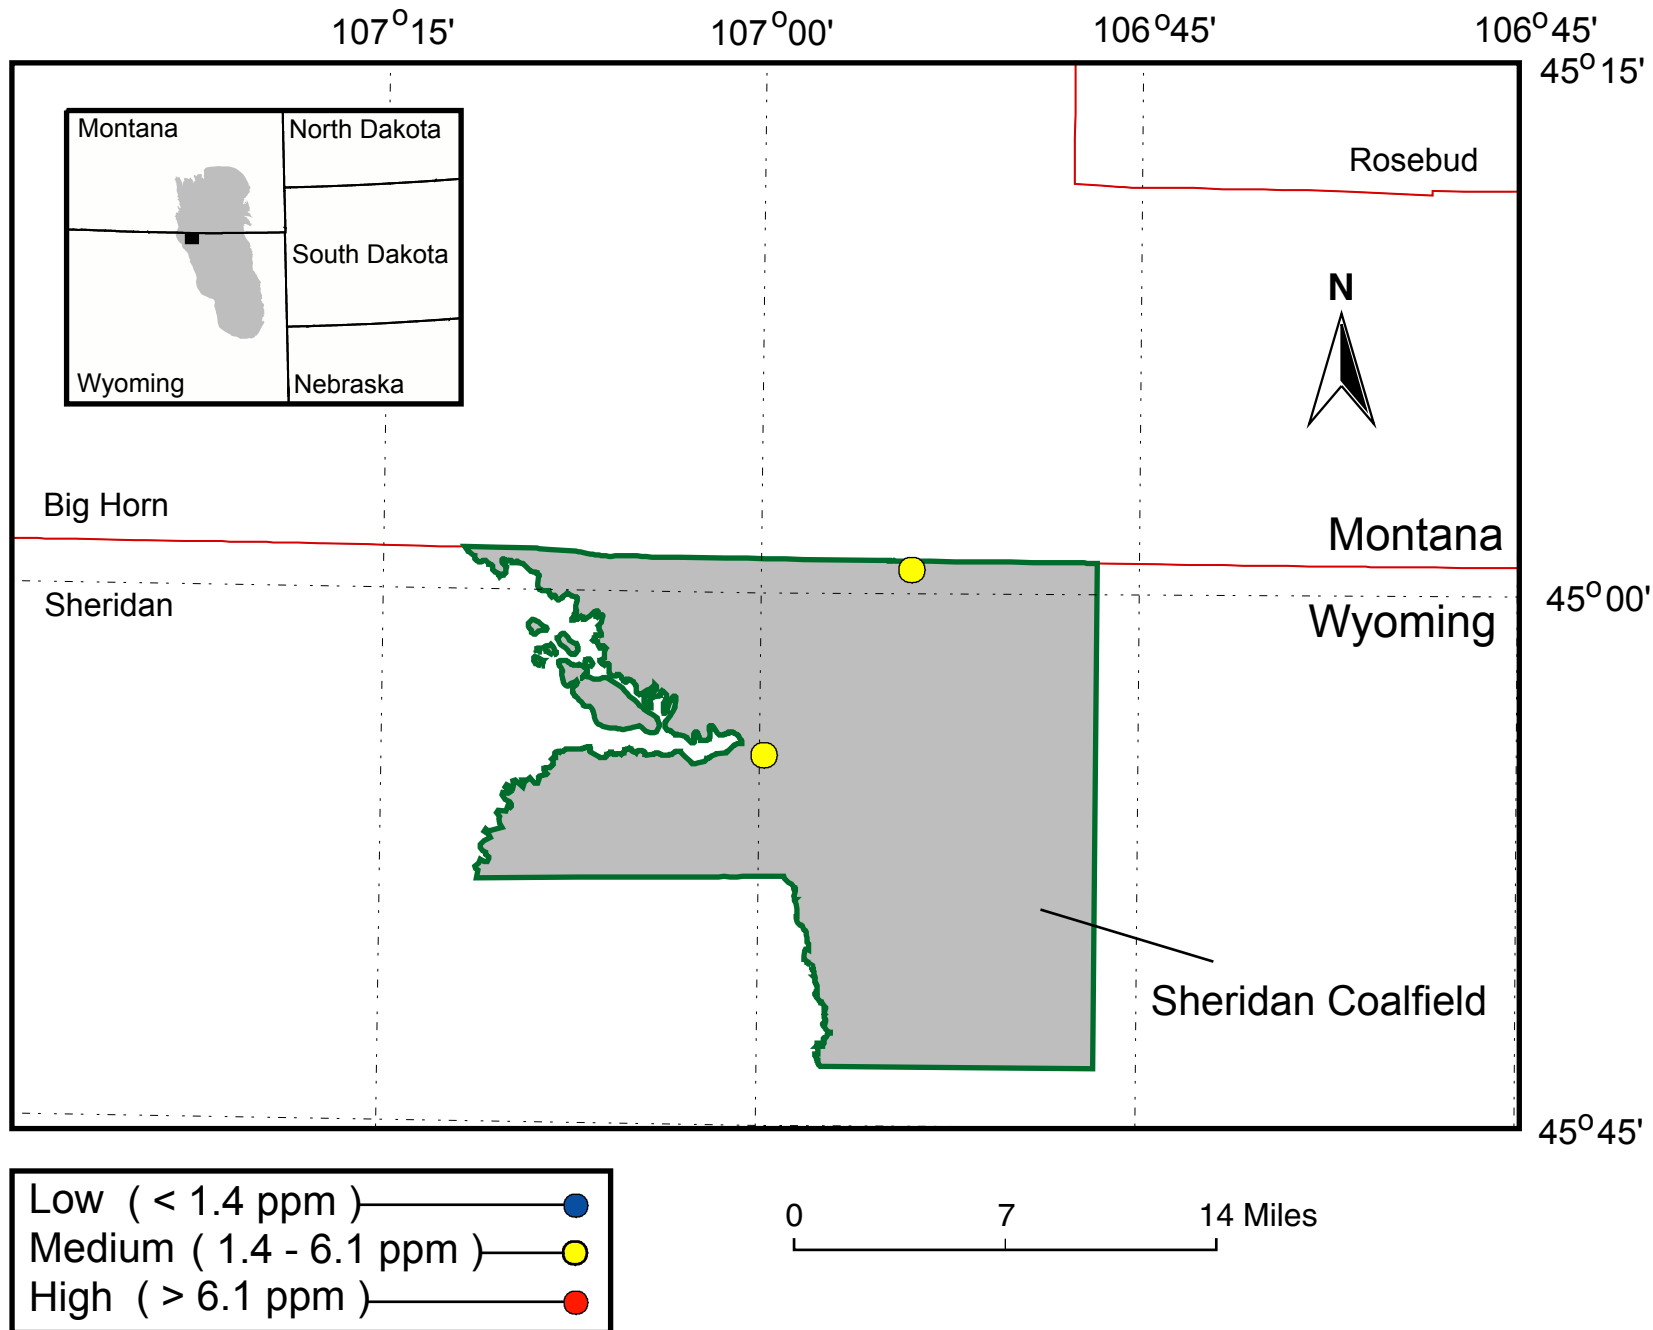 107°15' 107°00' 106°45' 106°45'
45°15'
Montana North Dakota
Rosebud
South Dakota
N
Wyoming Nebraska
Big Horn
Montana
Sheridan
45°00'
Wyoming
Sheridan Coalfield
45°45'
Low ( < 1.4 ppm )
Medium ( 1.4 - 6.1 ppm )
High ( > 6.1 ppm )
0 7 14 Miles